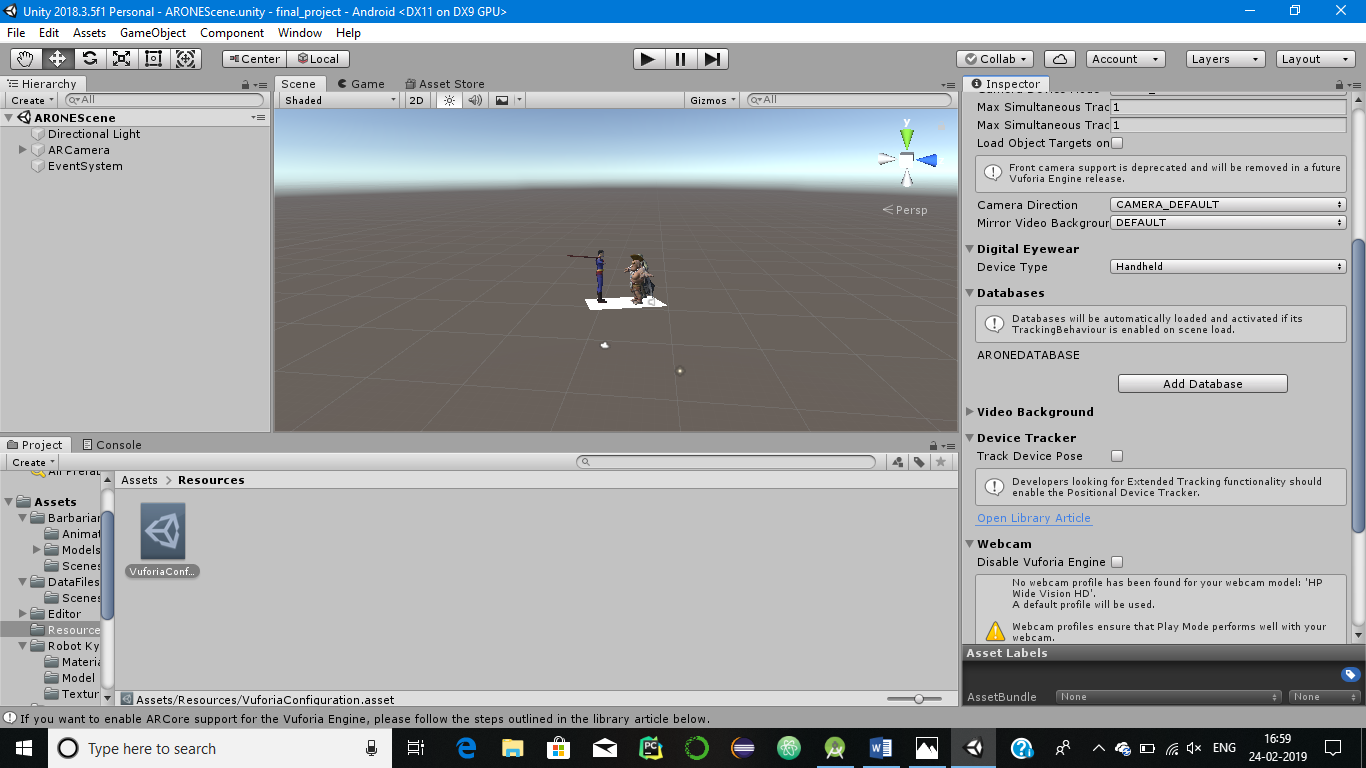 Unity 2018.3.5f1 Personal - ARONEScene.unity - final_project - Android <DX11 on DX9 GPU>
File Edit Assets GameObject Component Window Help
Center Local Collab Account Layers Layout
Hierarchy
Create All
ARONEScene
Directional Light
ARCamera
EventSystem
Scene Game Asset Store
Shaded 2D Gizmos All
y
Persp
Inspector
Max Simultaneous Trac 1
Max Simultaneous Trac 1
Load Object Targets on
Front camera support is deprecated and will be removed in a future
Vuforia Engine release.
Camera Direction CAMERA_DEFAULT
Mirror Video Backgrour DEFAULT
Digital Eyewear
Device Type Handheld
Databases
Databases will be automatically loaded and activated if its
TrackingBehaviour is enabled on scene load.
ARONEDATABASE
Add Database
Video Background
Device Tracker
Track Device Pose
Developers looking for Extended Tracking functionality should
enable the Positional Device Tracker.
Open Library Article
Webcam
Disable Vuforia Engine
No webcam profile has been found for your webcam model: 'HP
Wide Vision HD'.
A default profile will be used.
Webcam profiles ensure that Play Mode performs well with your
webcam.
Asset Labels
AssetBundle None None
Project Console
Create
All Prefab
Assets
Barbarian
Animat
Models
Scenes
DataFiles
Scenes
Editor
Resource
Robot Ky
Materia
Model
Textur
Assets > Resources
VuforiaConf...
Assets/Resources/VuforiaConfiguration.asset
If you want to enable ARCore support for the Vuforia Engine, please follow the steps outlined in the library article below.
Type here to search
PC
W
ENG
16:59
24-02-2019